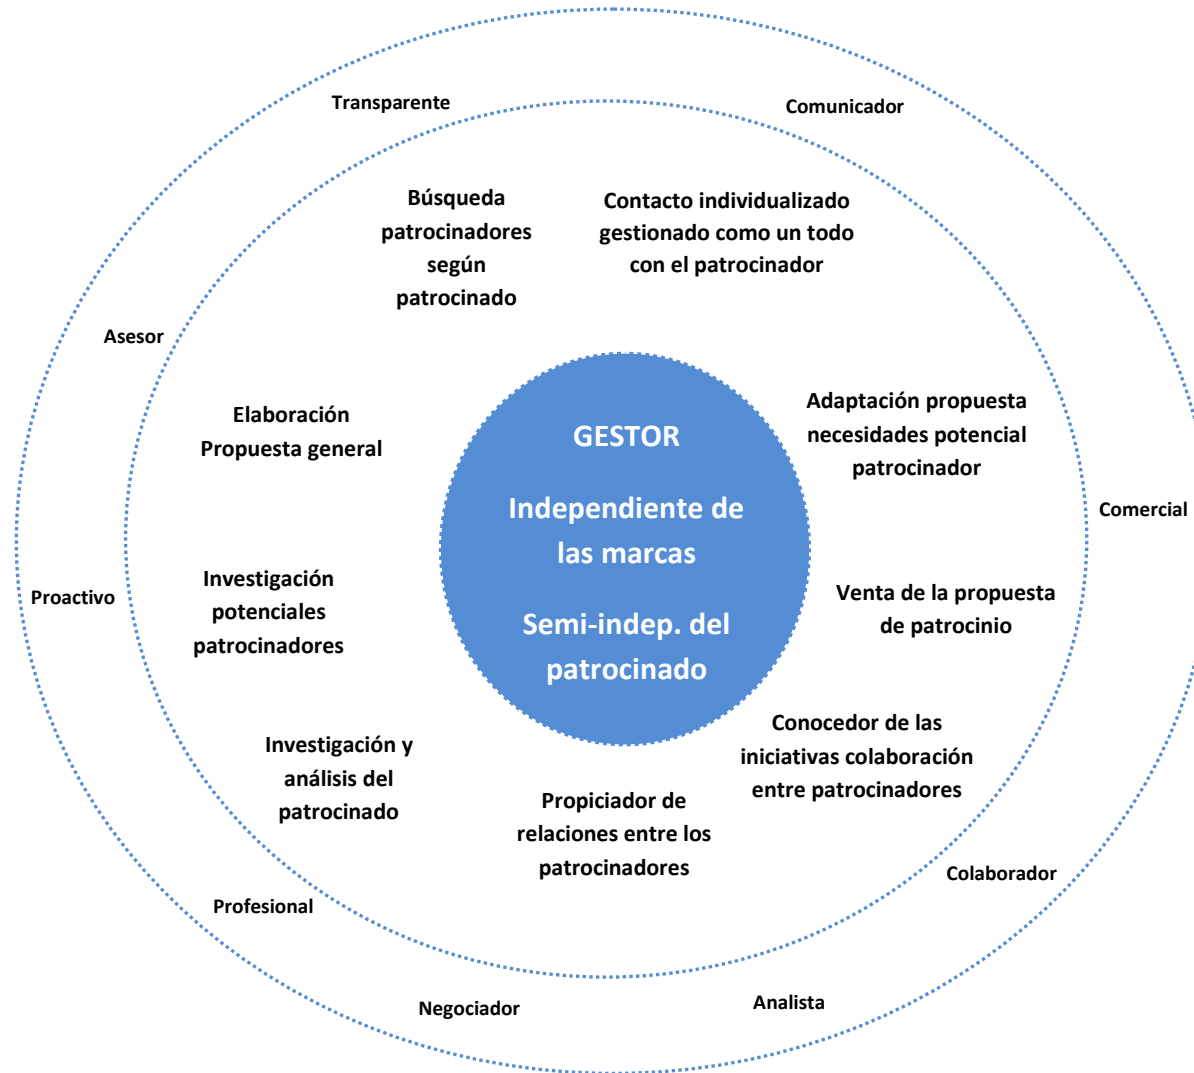 Transparente
Comunicador
Búsqueda
patrocinadores
según
patrocinado
Contacto individualizado
gestionado como un todo
con el patrocinador
Asesor
Elaboración
Propuesta general
GESTOR
Independiente de
las marcas
Semi-indep. del
patrocinado
Adaptación propuesta
necesidades potencial
patrocinador
Comercial
Proactivo
Investigación
potenciales
patrocinadores
Venta de la propuesta
de patrocinio
Investigación y
análisis del
patrocinado
Propiciador de
relaciones entre los
patrocinadores
Conocedor de las
iniciativas colaboración
entre patrocinadores
Colaborador
Profesional
Negociador
Analista